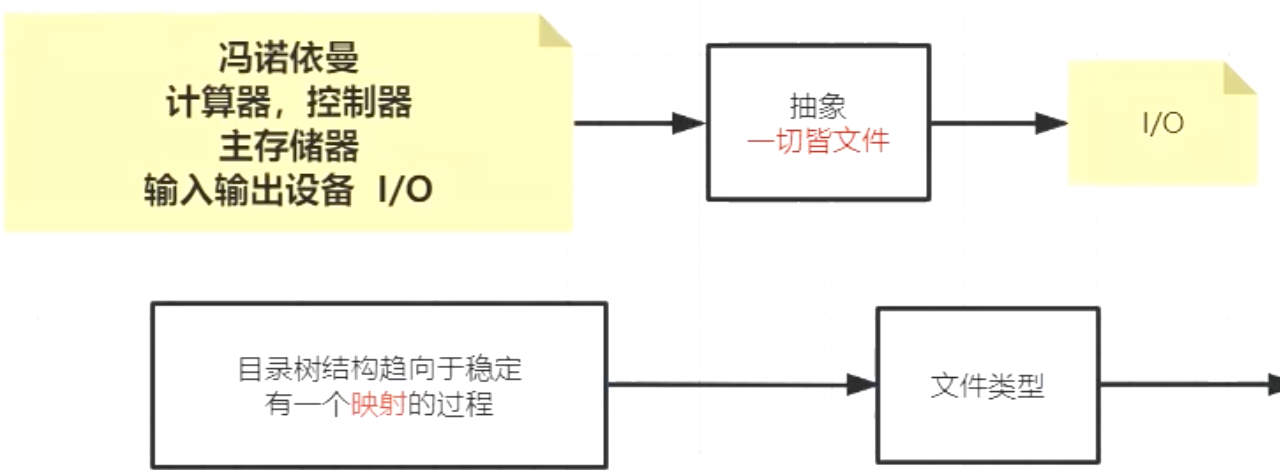 冯诺依曼
计算器，控制器
主存储器
输入输出设备 I/O
抽象
一切皆文件
I/O
目录树结构趋向于稳定
有一个映射的过程
文件类型